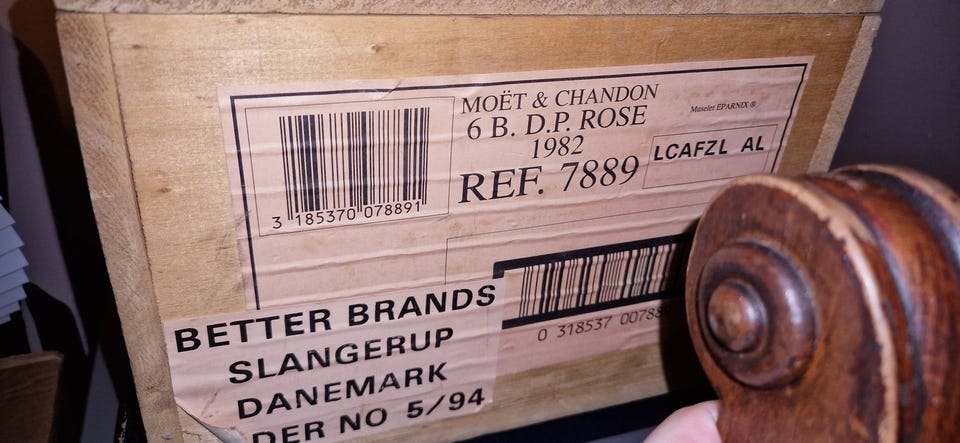 MOËT & CHANDON
6 B. D.P. ROSE
1982
REF. 7889
Muselet EPARNIX ®
LCAFZL AL
3 185370 078891
0 318537 00788
BETTER BRANDS
SLANGERUP
DANEMARK
DER NO 5/94